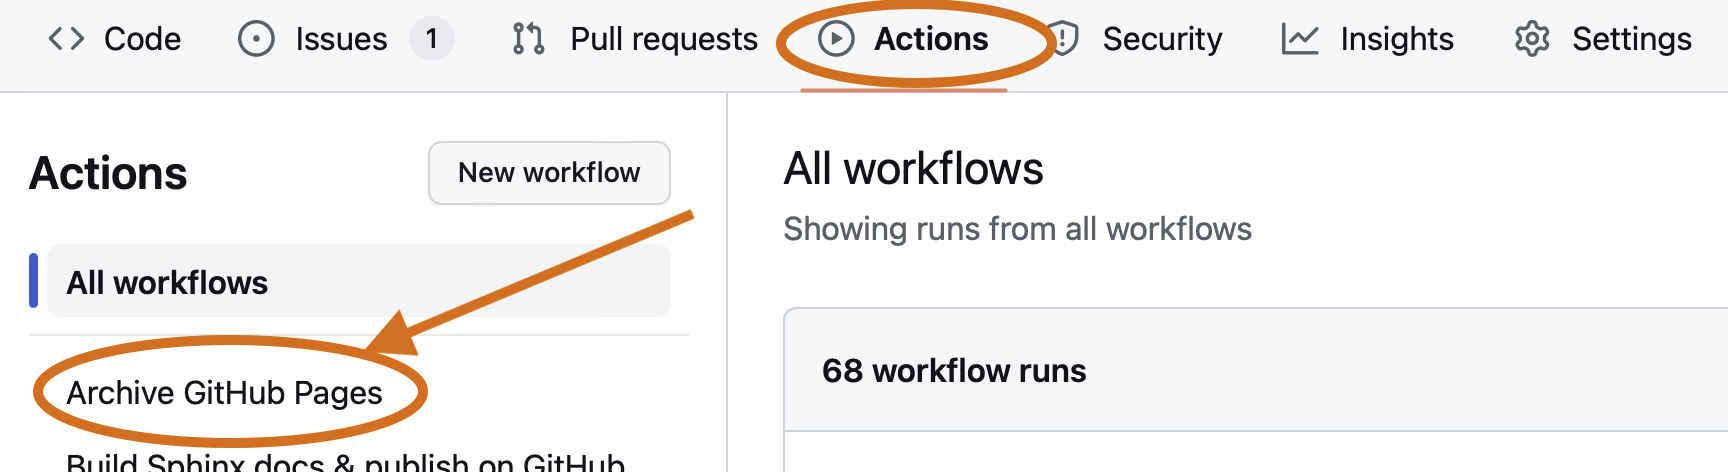 Code Issues 1 Pull requests Actions Security Insights Settings
Actions
New workflow
All workflows
Archive GitHub Pages
Build Sphinx docs & publish on GitHub
All workflows
Showing runs from all workflows
68 workflow runs